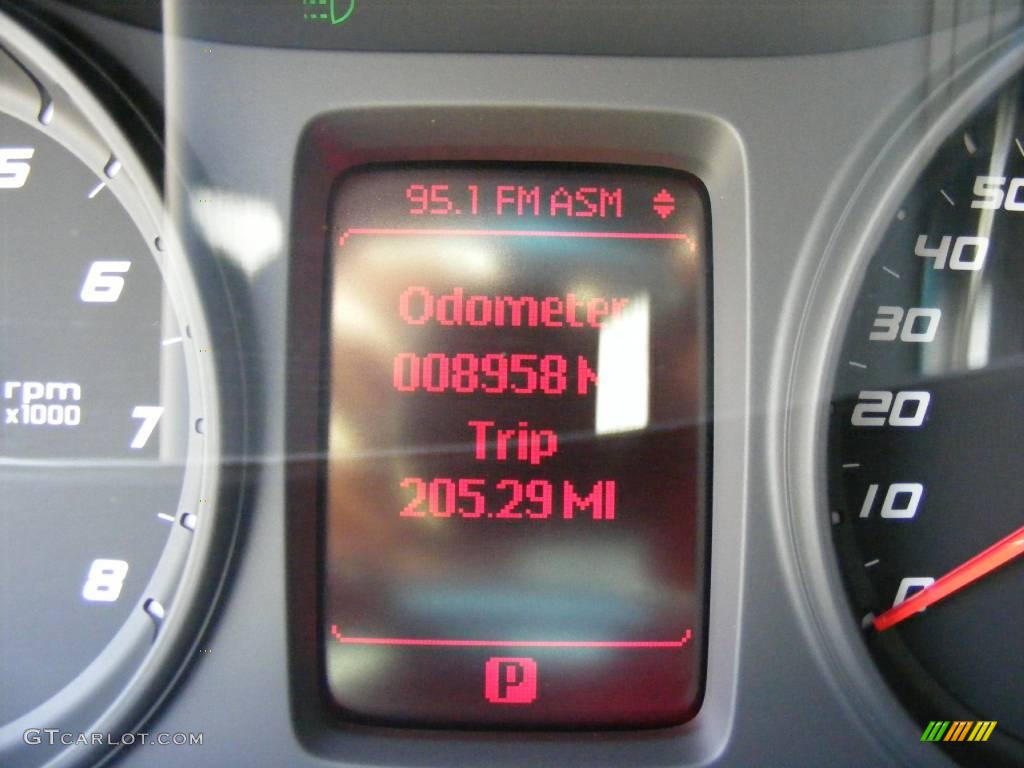 95.1 FM ASM
Odometer
008958
Trip
205.29 MI
P
5
6
rpm
x1000
7
8
50
40
30
20
10
0
GTCARLOT.COM